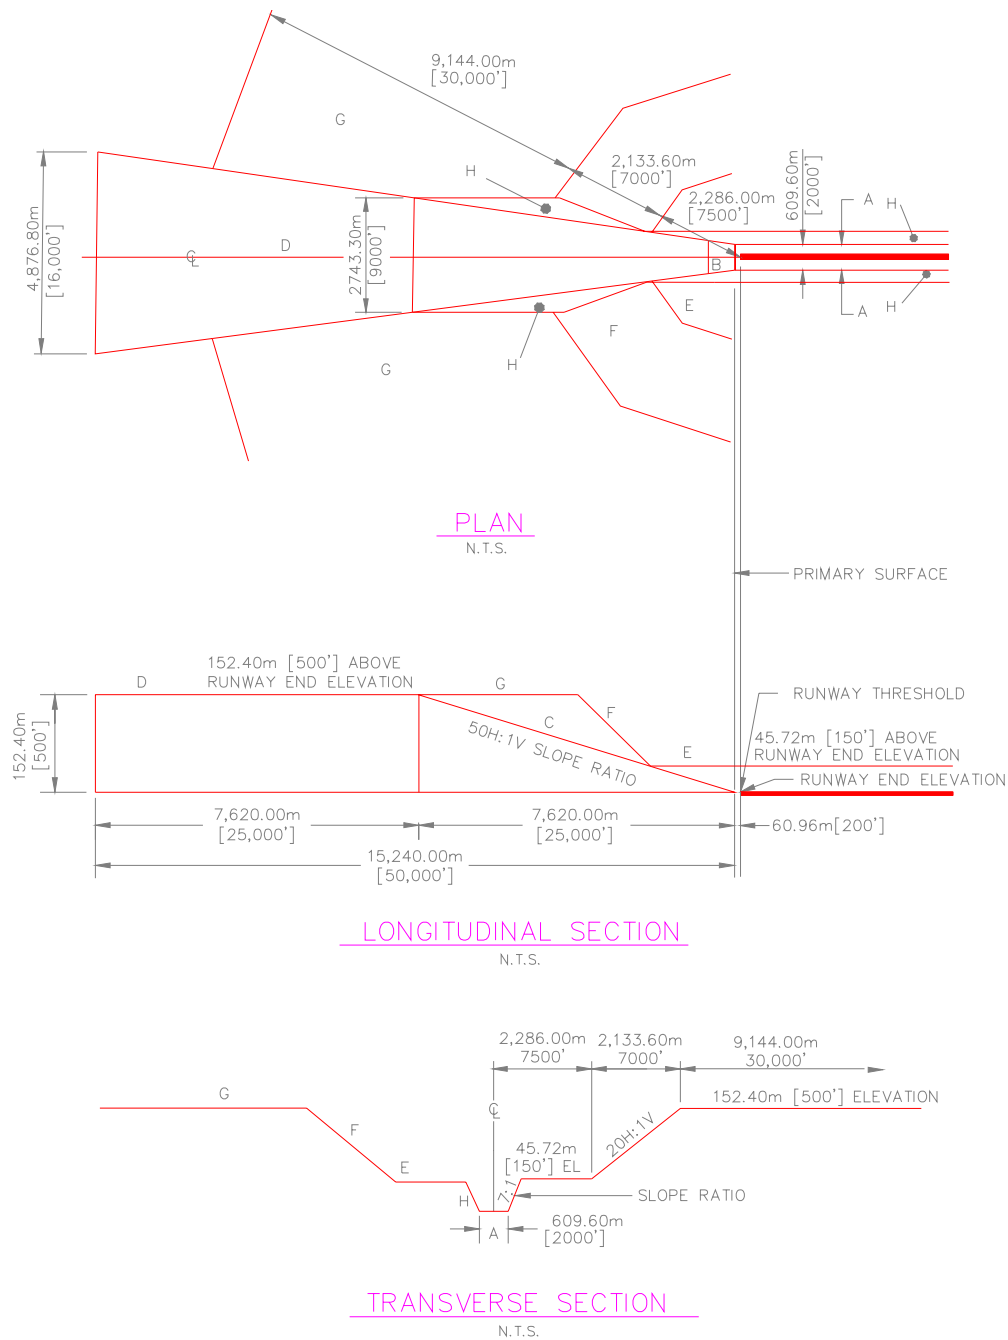 9,144.00m
[30,000']
G
2,133.60m
[7000']
H
2,286.00m
[7500']
609.60m
[2000']
A
H
4,876.80m
[16,000']
D
℄
2743.30m
[9000']
B
H
A
E
F
H
G
PLAN
N.T.S.
PRIMARY SURFACE
152.40m [500'] ABOVE
RUNWAY END ELEVATION
D
G
RUNWAY THRESHOLD
F
C
50H:1V SLOPE RATIO
E
45.72m [150'] ABOVE
RUNWAY END ELEVATION
152.40m
[500']
RUNWAY END ELEVATION
7,620.00m
[25,000']
7,620.00m
[25,000']
60.96m[200']
15,240.00m
[50,000']
LONGITUDINAL SECTION
N.T.S.
2,286.00m
7500'
2,133.60m
7000'
9,144.00m
30,000'
G
152.40m [500'] ELEVATION
℄
F
20H:1V
45.72m
[150'] EL
E
H
7:1
SLOPE RATIO
A
609.60m
[2000']
TRANSVERSE SECTION
N.T.S.